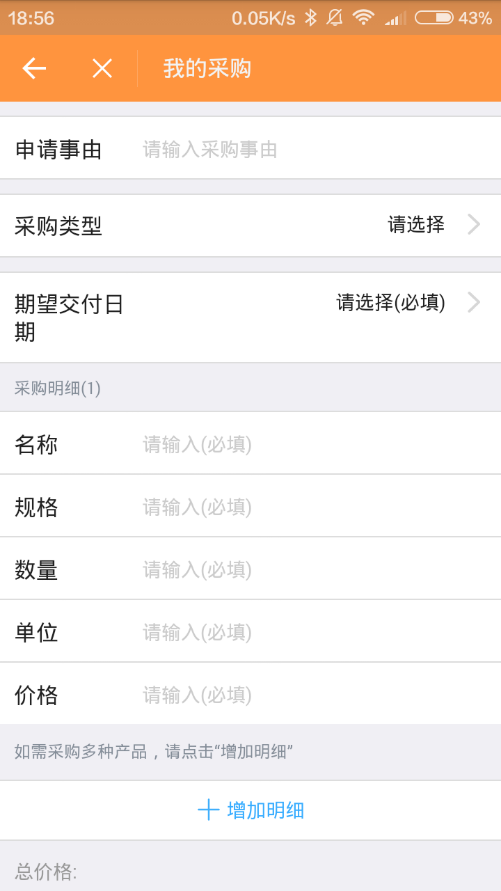 18:56 0.05K/s 43%
我的采购
申请事由 请输入采购事由
采购类型 请选择
期望交付日 请选择(必填)
期
采购明细(1)
名称 请输入(必填)
规格 请输入(必填)
数量 请输入(必填)
单位 请输入(必填)
价格 请输入(必填)
如需采购多种产品，请点击“增加明细”
增加明细
总价格: